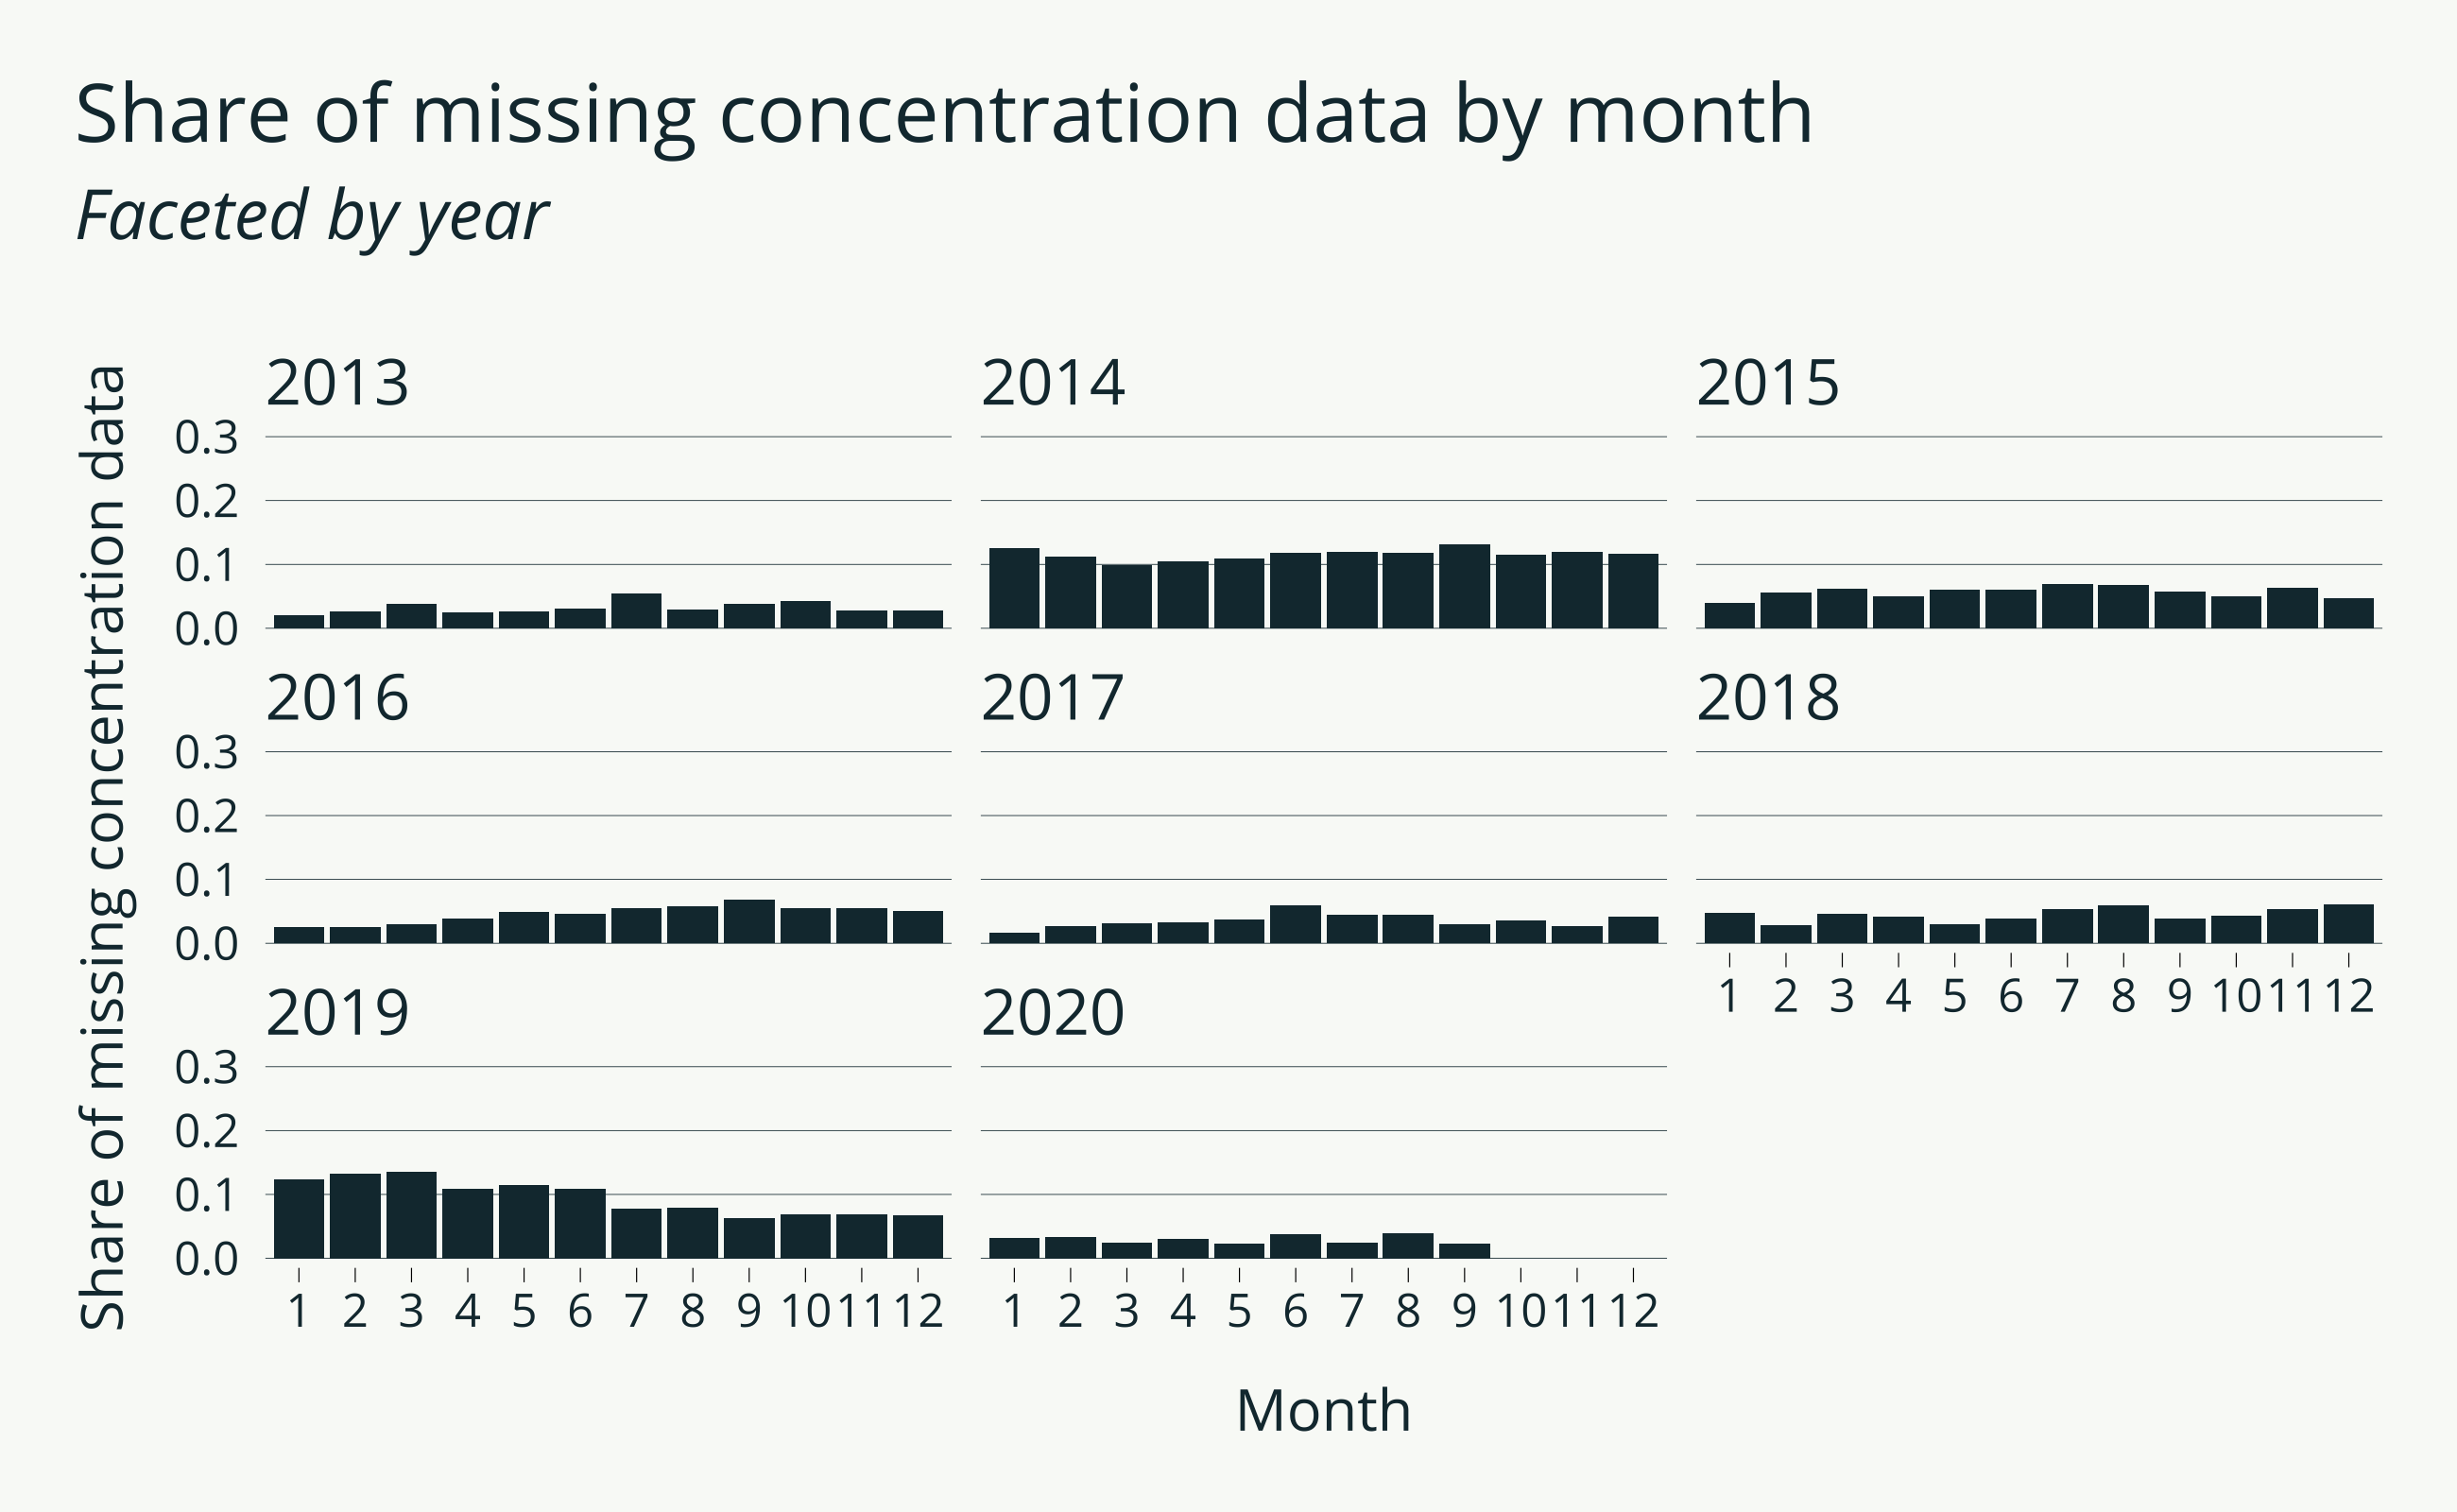 Share of missing concentration data by month
Faceted by year
Share of missing concentration data
2013
2014
2015
0.3
0.2
0.1
0.0
2016
2017
2018
0.3
0.2
0.1
0.0
1 2 3 4 5 6 7 8 9 10 11 12
2019
2020
0.3
0.2
0.1
0.0
1 2 3 4 5 6 7 8 9 10 11 12
1 2 3 4 5 6 7 8 9 10 11 12
Month